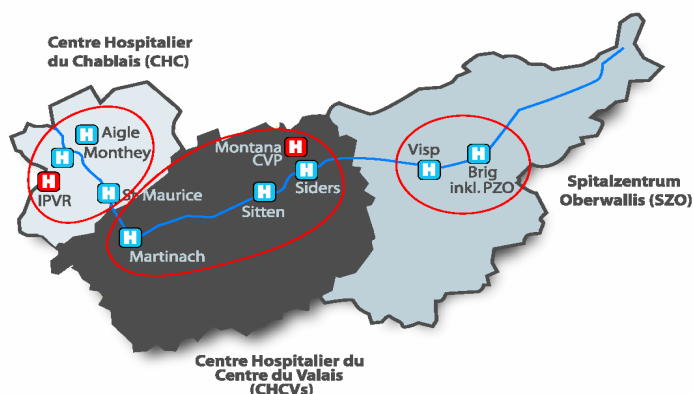 Centre Hospitalier
du Chablais (CHC)
H Aigle
H Monthey
H
IPVR
H St. Maurice
H
Martinach
Montana H
CVP
H
Siders
H
Sitten
Visp
H
H
Brig
inkl. PZO
Spitalzentrum
Oberwallis (SZO)
Centre Hospitalier du
Centre du Valais
(CHCVs)